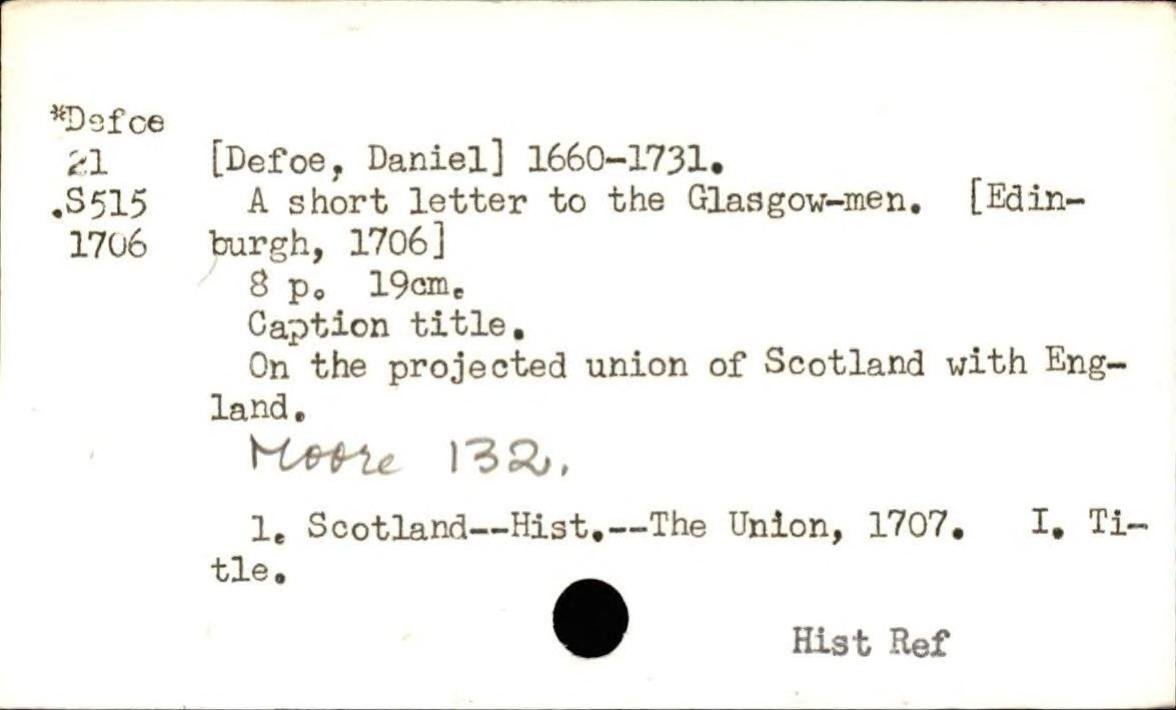 *Defoe
21 [Defoe, Daniel] 1660-1731.
.S515 A short letter to the Glasgow-men. [Edin-
1706 burgh, 1706]
8 p. 19cm.
Caption title.
On the projected union of Scotland with Eng-
land.
Moore 132.
1. Scotland--Hist.--The Union, 1707. I. Ti-
tle.
Hist Ref